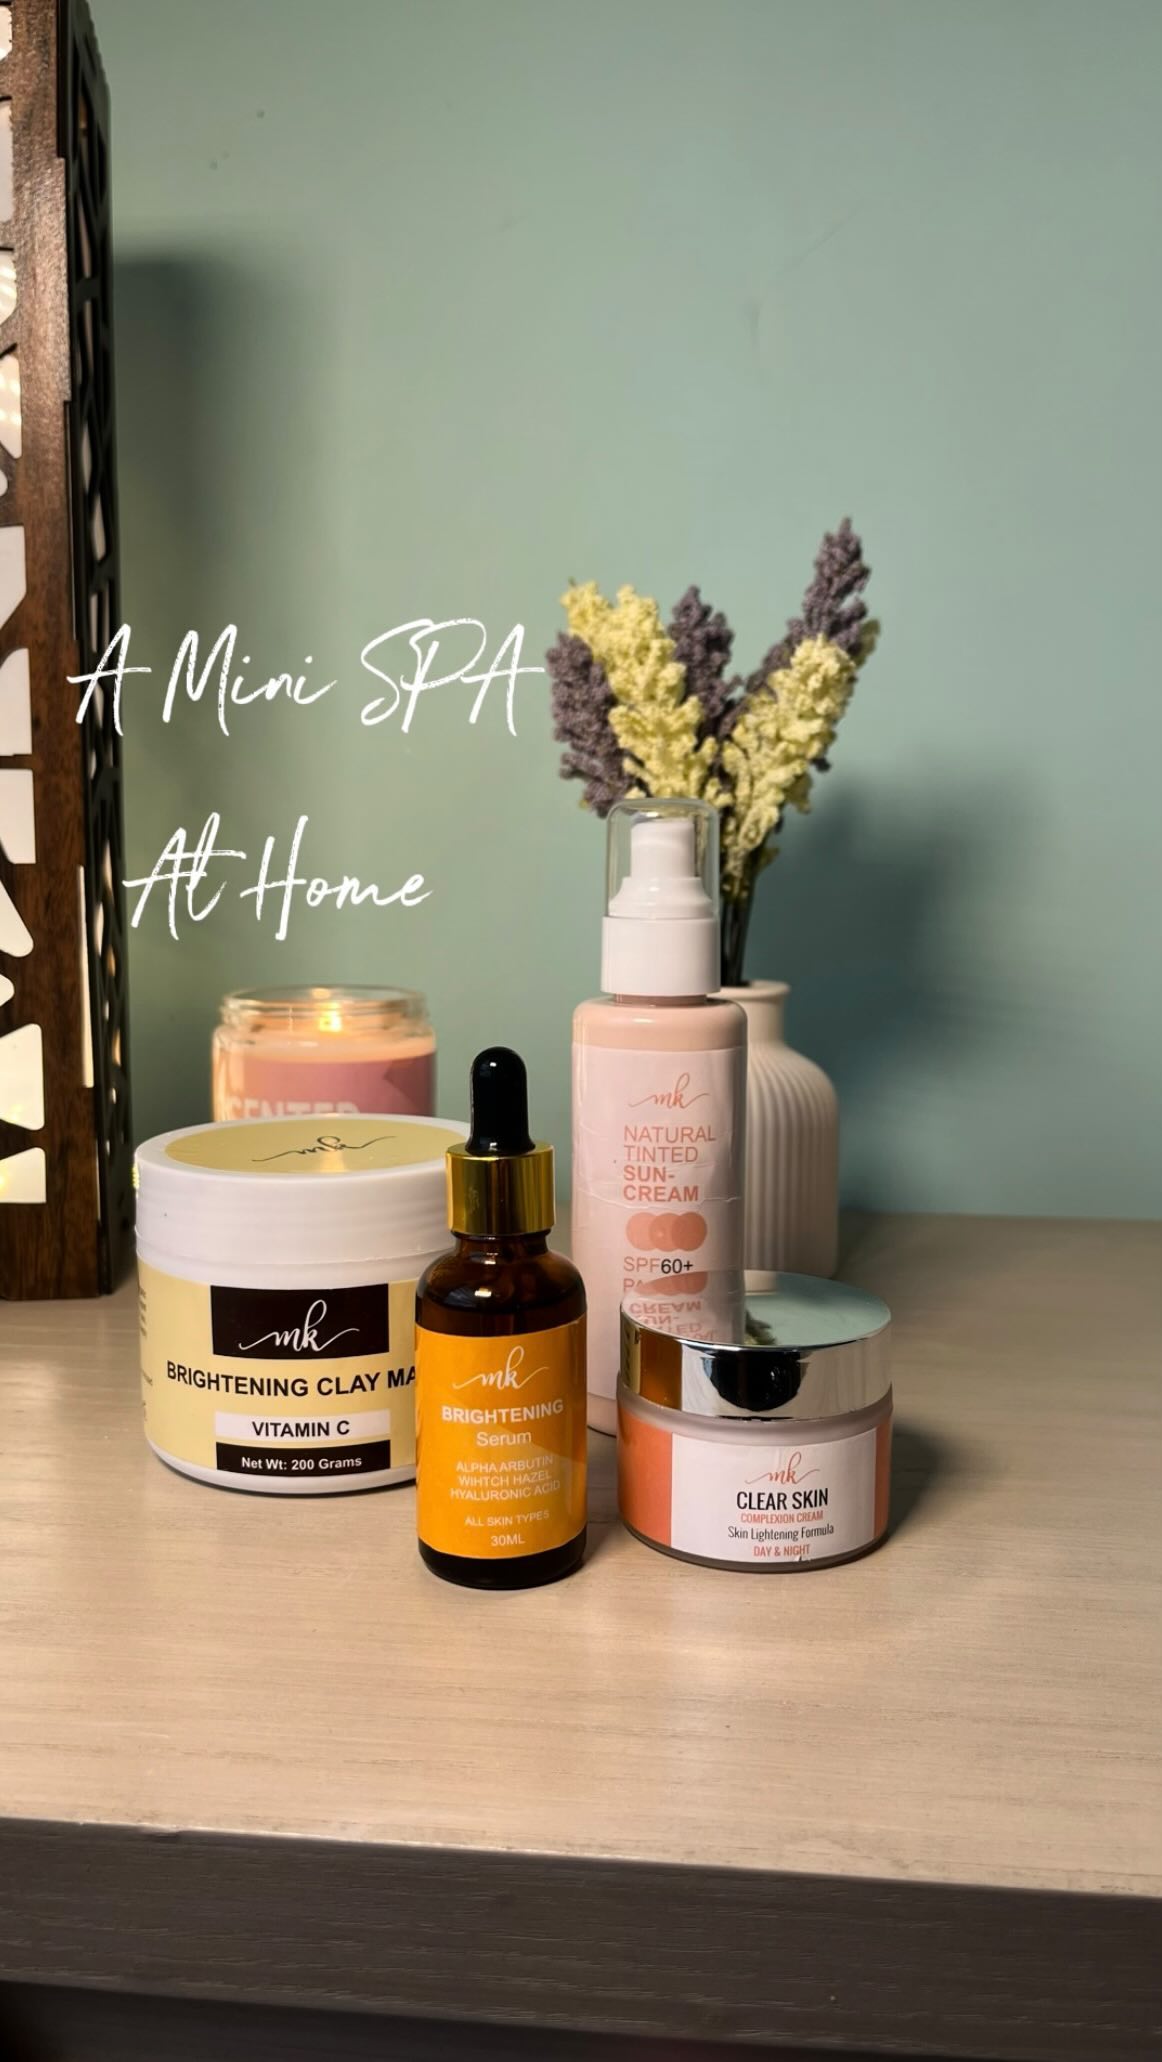 A Mini SPA
At Home
mk
BRIGHTENING CLAY MA
VITAMIN C
Net Wt: 200 Grams
mk
BRIGHTENING
Serum
ALPHA ARBUTIN
WIHTCH HAZEL
HYALURONIC ACID
ALL SKIN TYPES
30ML
mk
NATURAL
TINTED
SUN-
CREAM
SPF60+
mk
CLEAR SKIN
COMPLEXION CREAM
Skin Lightening Formula
DAY & NIGHT